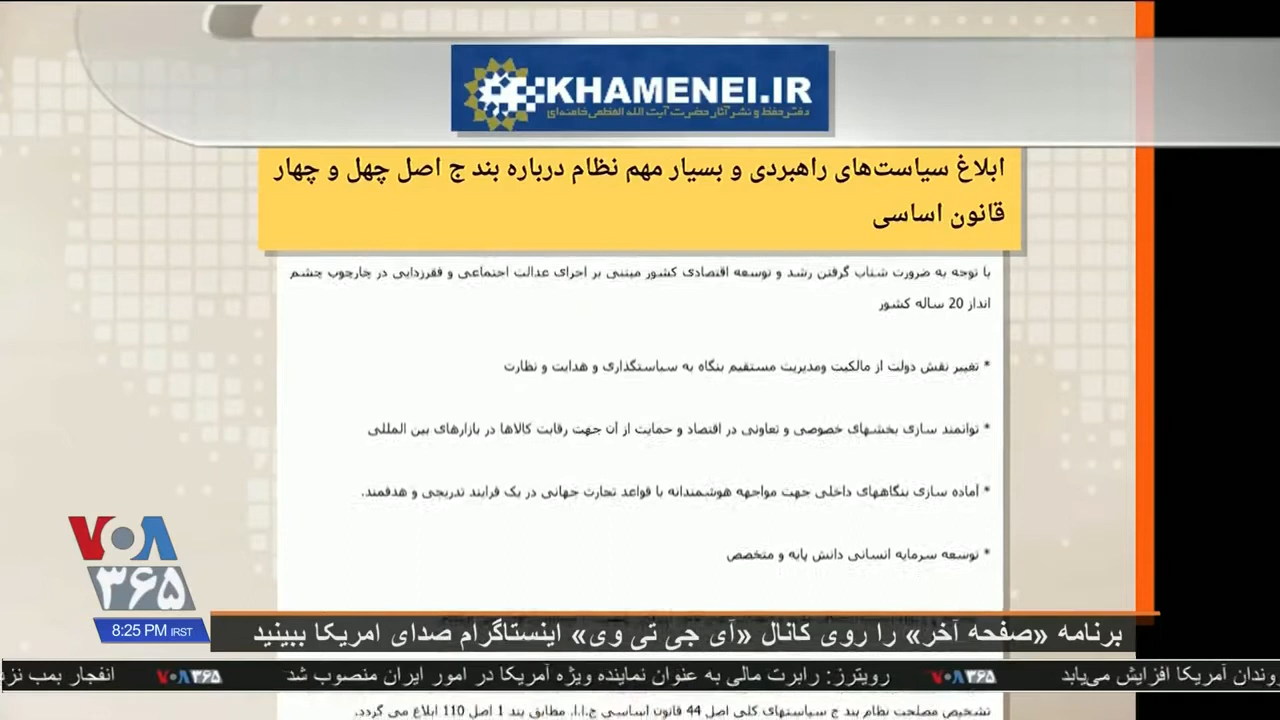 KHAMENEI.IR
دفتر حفظ و نشر آثار حضرت آیت الله العظمی خامنه‌ای
ابلاغ سیاست‌های راهبردی و بسیار مهم نظام درباره بند ج اصل چهل و چهار
قانون اساسی
با توجه به ضرورت شتاب گرفتن رشد و توسعه اقتصادی کشور مبتنی بر اجرای عدالت اجتماعی و فقرزدایی در چارچوب چشم
انداز 20 ساله کشور
* تغییر نقش دولت از مالکیت ومدیریت مستقیم بنگاه به سیاستگذاری و هدایت و نظارت
* توانمند سازی بخشهای خصوصی و تعاونی در اقتصاد و حمایت از آن جهت رقابت کالاها در بازارهای بین المللی
* آماده سازی بنگاههای داخلی جهت مواجهه هوشمندانه با قواعد تجارت جهانی در یک فرایند تدریجی و هدفمند.
* توسعه سرمایه انسانی دانش پایه و متخصص
VOA
۳۶۵
8:25 PM IRST
برنامه «صفحه آخر» را روی کانال «آی جی تی وی» اینستاگرام صدای امریکا ببینید
روندان آمریکا افزایش می‌یابد VOA۳۶۵ رویترز: رابرت مالی به عنوان نماینده ویژه آمریکا در امور ایران منصوب شد VOA۳۶۵ انفجار بمب نزد
تشخیص مصلحت نظام بند ج سیاستهای کلی اصل 44 قانون اساسی ج.ا.ا. مطابق بند 1 اصل 110 ابلاغ می گردد.